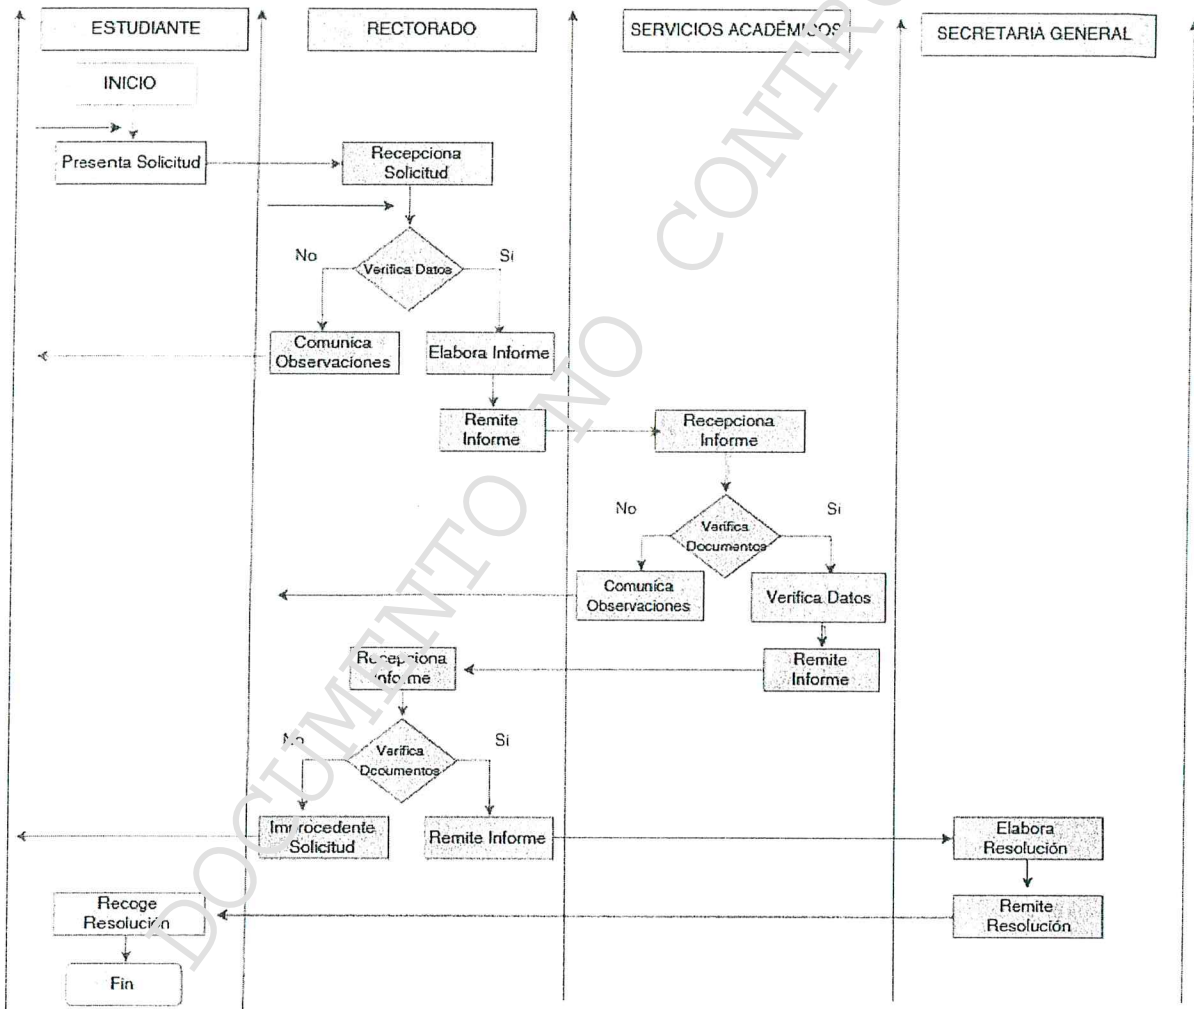 ESTUDIANTE
RECTORADO
SERVICIOS ACADÉMICOS
SECRETARIA GENERAL
INICIO
Presenta Solicitud
Recepciona
Solicitud
No
Si
Verifica Datos
Comunica
Observaciones
Elabora Informe
Remite
Informe
Recepciona
Informe
No
Si
Verifica
Documentos
Comunica
Observaciones
Verifica Datos
Recepciona
Informe
Remite
Informe
No
Si
Verifica
Documentos
Improcedente
Solicitud
Remite Informe
Elabora
Resolución
Recoge
Resolución
Remite
Resolución
Fin
DOCUMENTO NO CONTRO